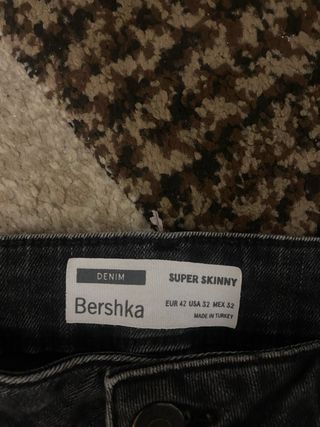 DENIM
Bershka
SUPER SKINNY
EUR 42 USA 32 MEX 32
MADE IN TURKEY